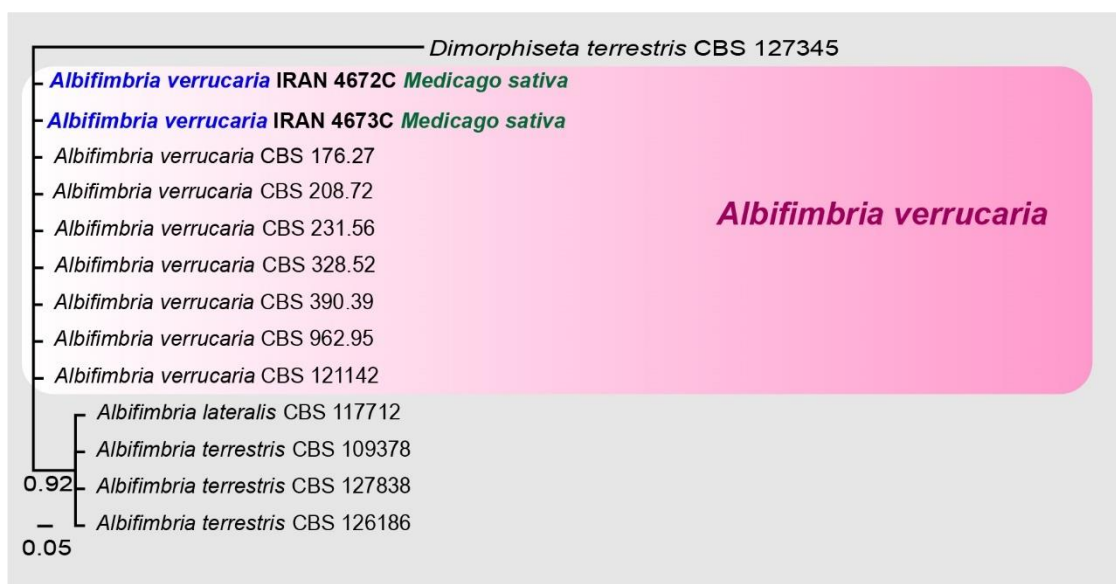 Dimorphiseta terrestris CBS 127345
Albifimbria verrucaria IRAN 4672C Medicago sativa
Albifimbria verrucaria IRAN 4673C Medicago sativa
Albifimbria verrucaria CBS 176.27
Albifimbria verrucaria CBS 208.72
Albifimbria verrucaria CBS 231.56
Albifimbria verrucaria
Albifimbria verrucaria CBS 328.52
Albifimbria verrucaria CBS 390.39
Albifimbria verrucaria CBS 962.95
Albifimbria verrucaria CBS 121142
Albifimbria lateralis CBS 117712
Albifimbria terrestris CBS 109378
0.92
Albifimbria terrestris CBS 127838
Albifimbria terrestris CBS 126186
0.05